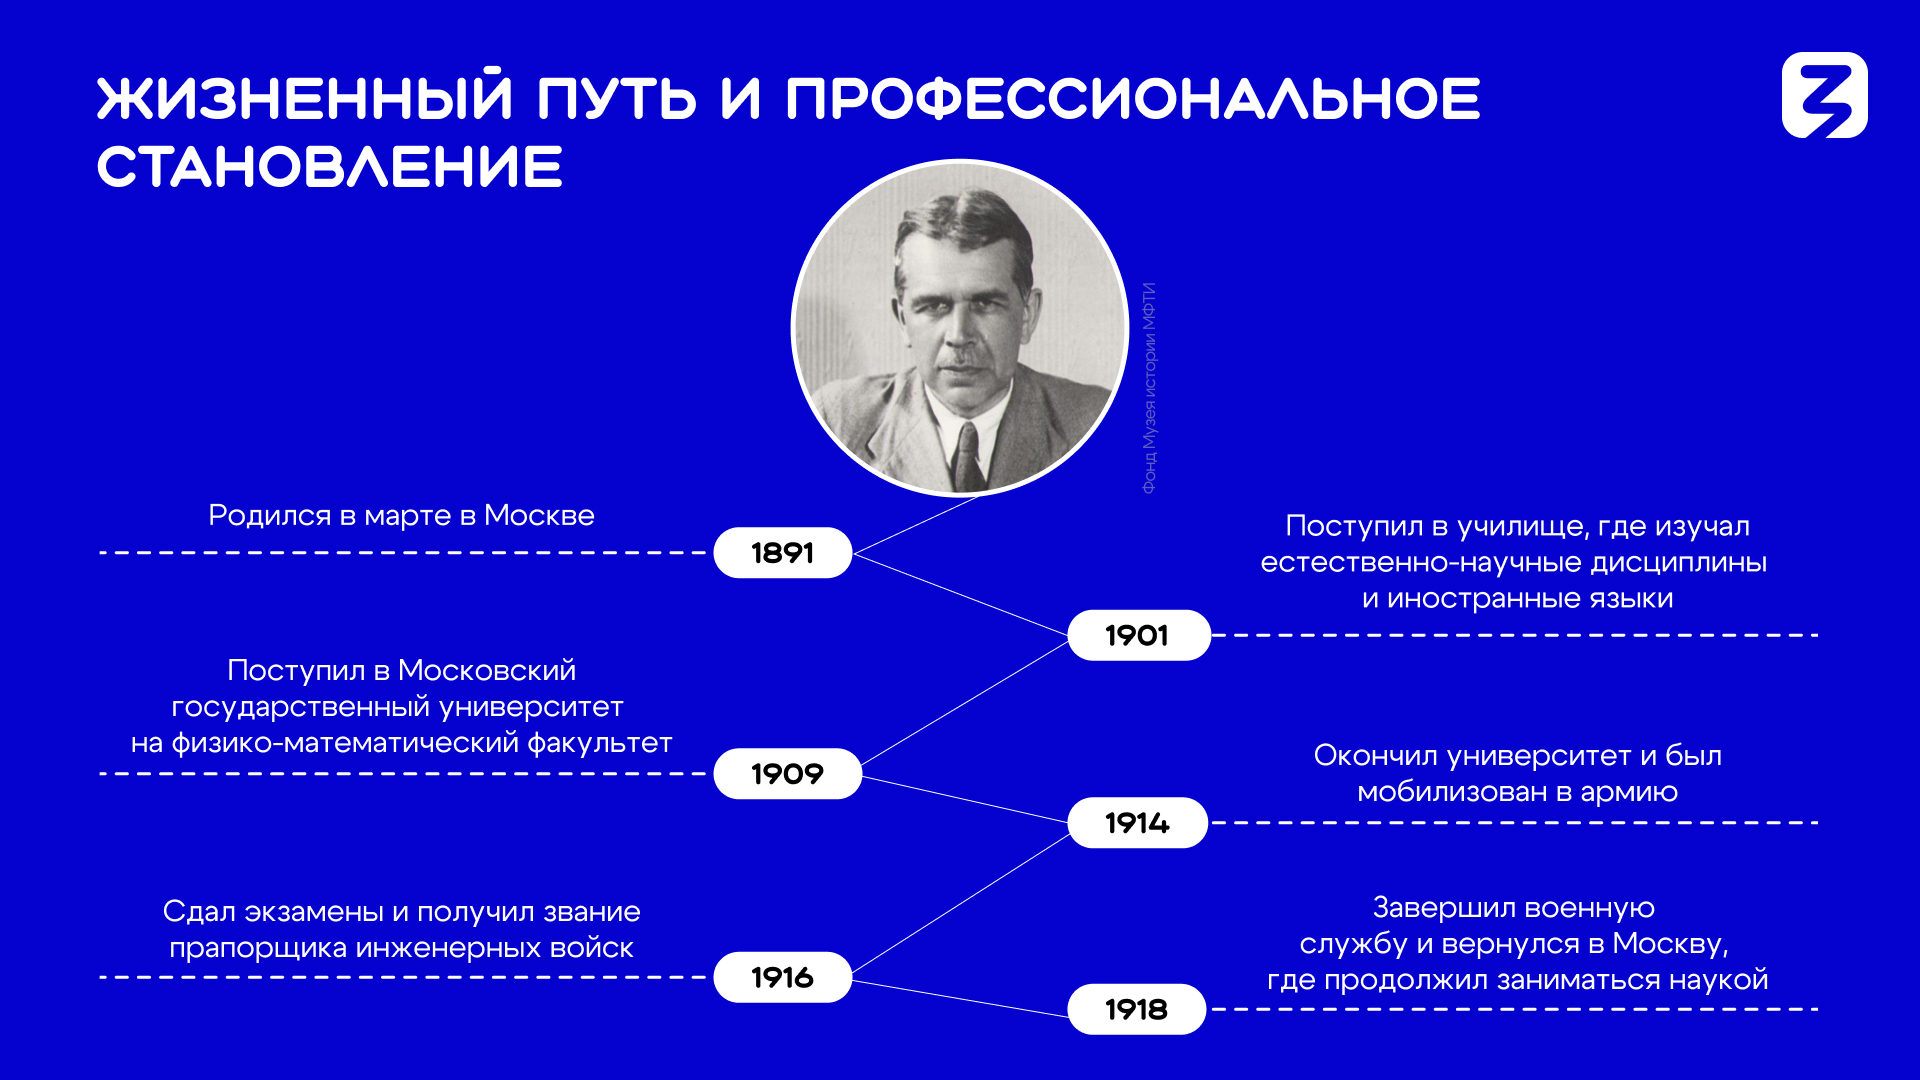 ЖИЗНЕННЫЙ ПУТЬ И ПРОФЕССИОНАЛЬНОЕ
СТАНОВЛЕНИЕ
Фонд Музея истории МФТИ
Родился в марте в Москве
1891
Поступил в училище, где изучал
естественно-научные дисциплины
и иностранные языки
1901
Поступил в Московский
государственный университет
на физико-математический факультет
1909
Окончил университет и был
мобилизован в армию
1914
Сдал экзамены и получил звание
прапорщика инженерных войск
1916
Завершил военную
службу и вернулся в Москву,
где продолжил заниматься наукой
1918